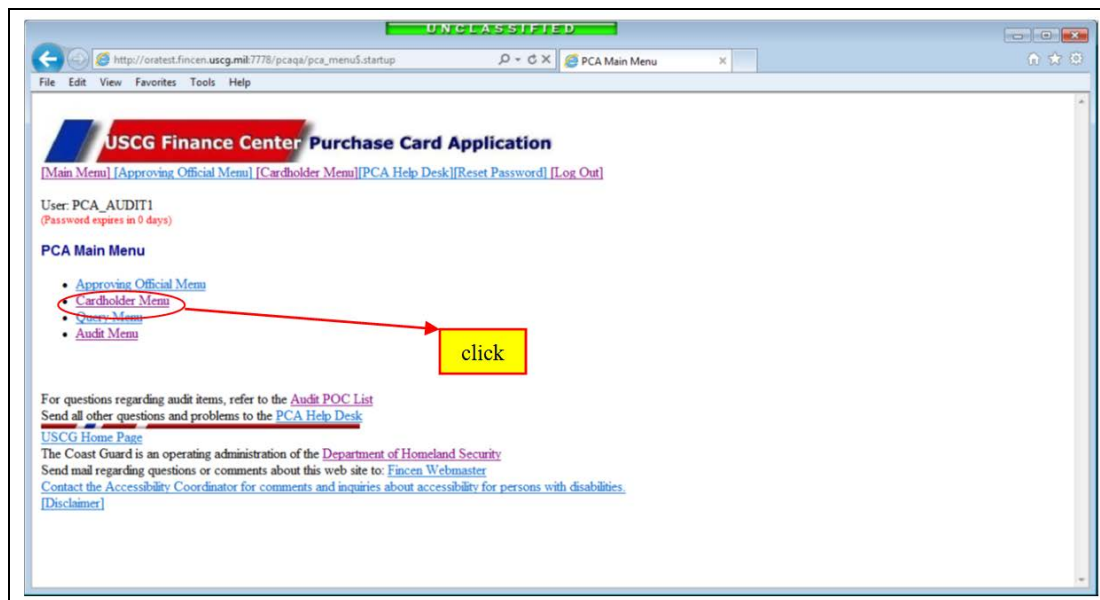 UNCLASSIFIED
http://oratest.fincen.uscg.mil:7778/pcaqa/pca_menu$.startup
PCA Main Menu
File Edit View Favorites Tools Help
USCG Finance Center Purchase Card Application
[Main Menu] [Approving Official Menu] [Cardholder Menu][PCA Help Desk][Reset Password] [Log Out]
User: PCA_AUDIT1
(Password expires in 0 days)
PCA Main Menu
• Approving Official Menu
• Cardholder Menu
• Query Menu
• Audit Menu
click
For questions regarding audit items, refer to the Audit POC List
Send all other questions and problems to the PCA Help Desk
USCG Home Page
The Coast Guard is an operating administration of the Department of Homeland Security
Send mail regarding questions or comments about this web site to: Fincen Webmaster
Contact the Accessibility Coordinator for comments and inquiries about accessibility for persons with disabilities.
[Disclaimer]